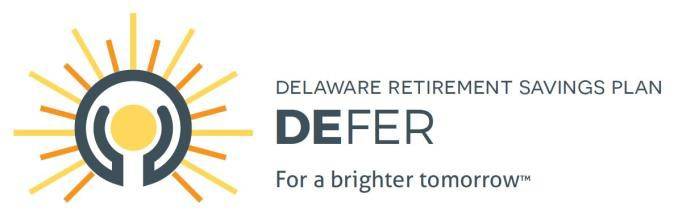 DELAWARE RETIREMENT SAVINGS PLAN
DEFER
For a brighter tomorrow™